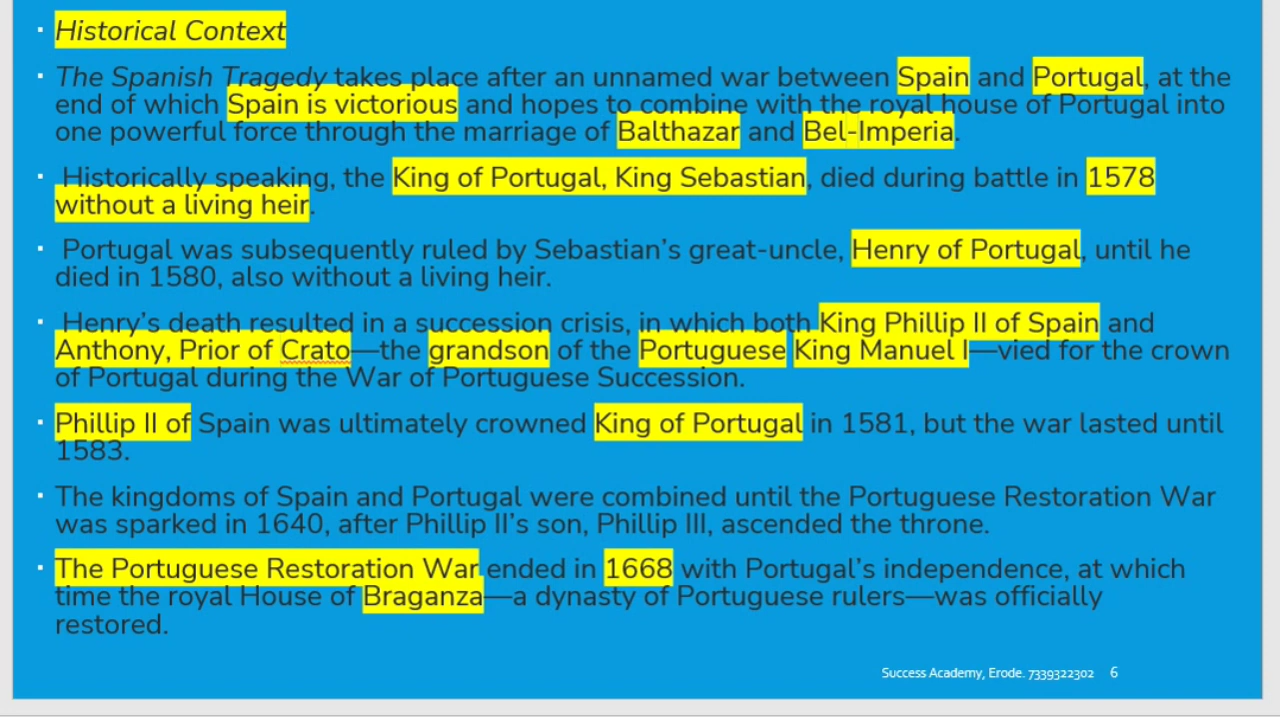 Historical Context
The Spanish Tragedy takes place after an unnamed war between Spain and Portugal, at the
end of which Spain is victorious and hopes to combine with the royal house of Portugal into
one powerful force through the marriage of Balthazar and Bel-Imperia.
Historically speaking, the King of Portugal, King Sebastian, died during battle in 1578
without a living heir.
Portugal was subsequently ruled by Sebastian’s great-uncle, Henry of Portugal, until he
died in 1580, also without a living heir.
Henry’s death resulted in a succession crisis, in which both King Phillip II of Spain and
Anthony, Prior of Crato—the grandson of the Portuguese King Manuel I—vied for the crown
of Portugal during the War of Portuguese Succession.
Phillip II of Spain was ultimately crowned King of Portugal in 1581, but the war lasted until
1583.
The kingdoms of Spain and Portugal were combined until the Portuguese Restoration War
was sparked in 1640, after Phillip II’s son, Phillip III, ascended the throne.
The Portuguese Restoration War ended in 1668 with Portugal’s independence, at which
time the royal House of Braganza—a dynasty of Portuguese rulers—was officially
restored.
Success Academy, Erode. 7339322302 6